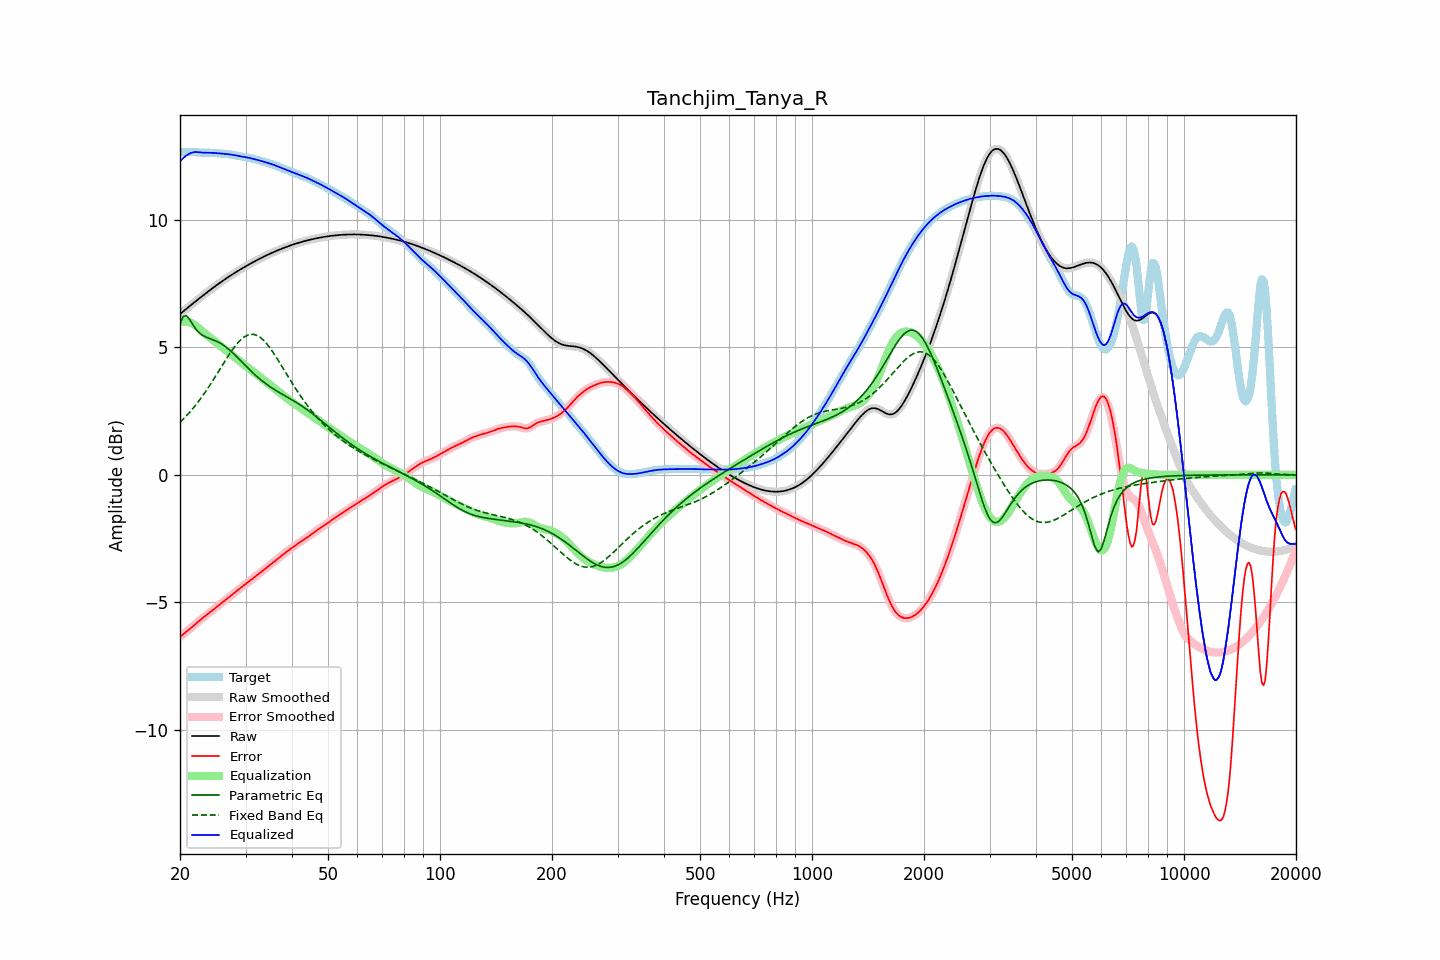 Tanchjim_Tanya_R
Amplitude (dBr)
10
5
0
−5
−10
Target
Raw Smoothed
Error Smoothed
Raw
Error
Equalization
Parametric Eq
Fixed Band Eq
Equalized
20 50 100 200 500 1000 2000 5000 10000 20000
Frequency (Hz)